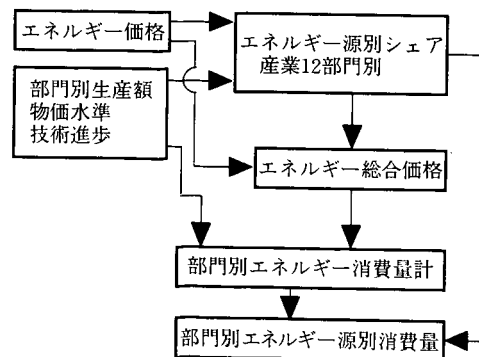 エネルギー価格
エネルギー源別シェア
産業12部門別
部門別生産額
物価水準
技術進歩
エネルギー総合価格
部門別エネルギー消費量計
部門別エネルギー源別消費量